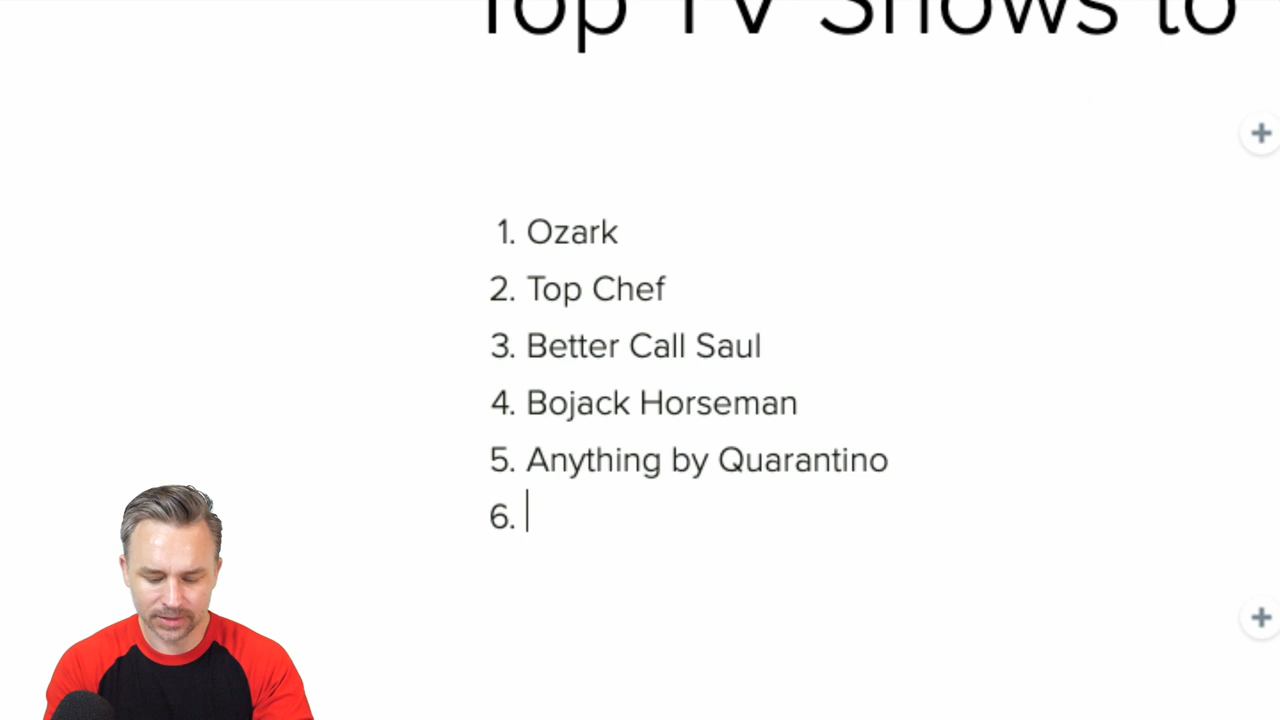 Top TV Shows to
1. Ozark
2. Top Chef
3. Better Call Saul
4. Bojack Horseman
5. Anything by Quarantino
6.